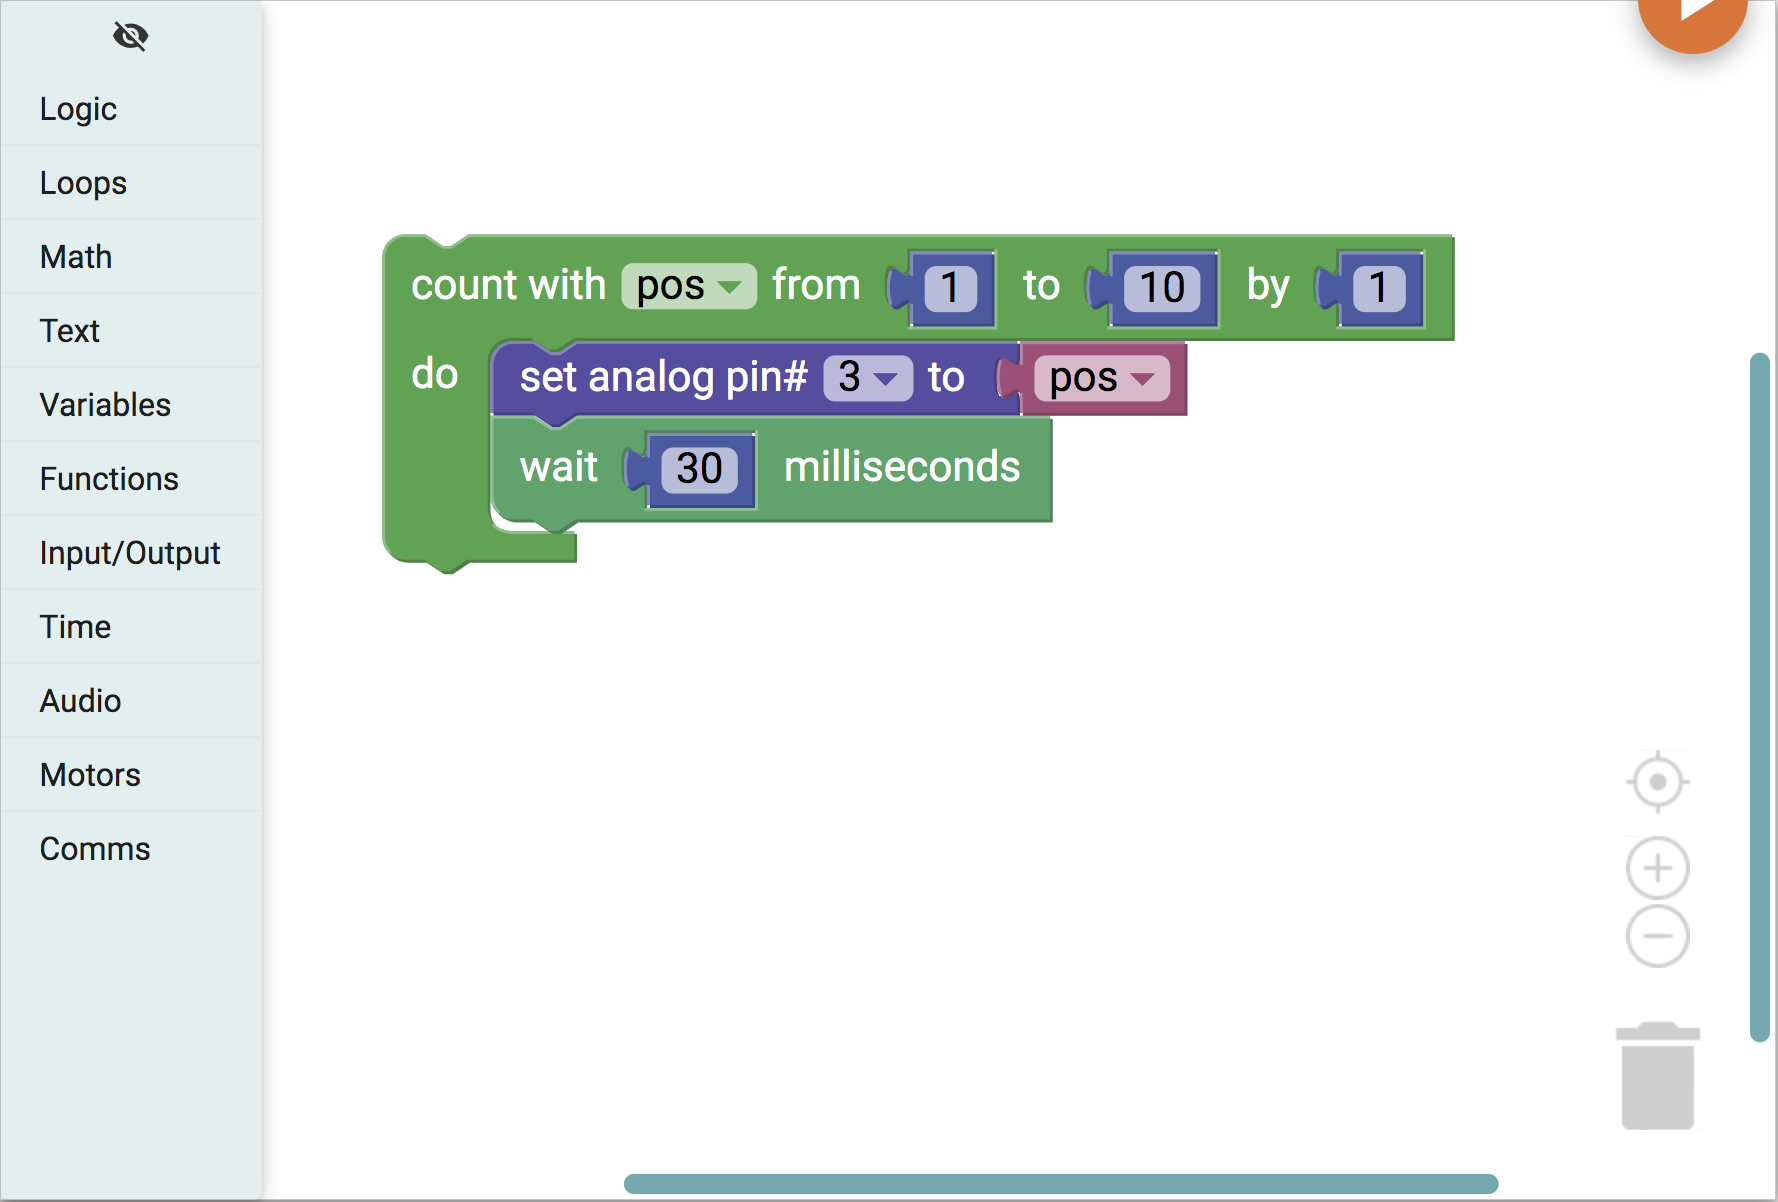 Logic
Loops
Math
Text
Variables
Functions
Input/Output
Time
Audio
Motors
Comms
count with pos from 1 to 10 by 1
do set analog pin# 3 to pos
wait 30 milliseconds